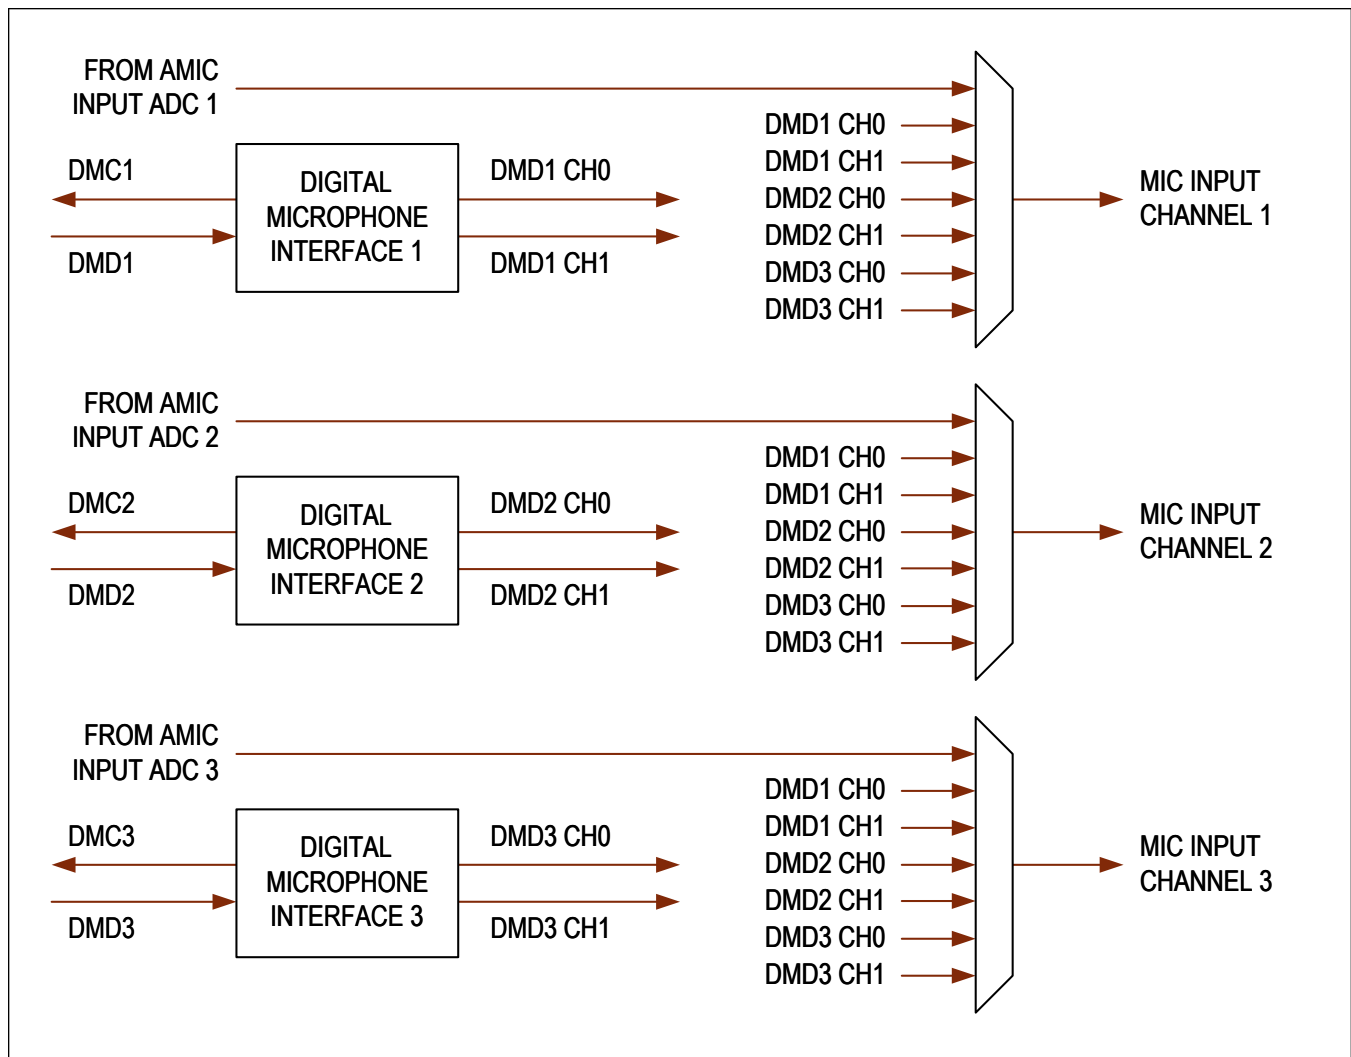 FROM AMIC
INPUT ADC 1
DMC1
DMD1
DIGITAL
MICROPHONE
INTERFACE 1
DMD1 CH0
DMD1 CH1
DMD1 CH0
DMD1 CH1
DMD2 CH0
DMD2 CH1
DMD3 CH0
DMD3 CH1
MIC INPUT
CHANNEL 1
FROM AMIC
INPUT ADC 2
DMC2
DMD2
DIGITAL
MICROPHONE
INTERFACE 2
DMD2 CH0
DMD2 CH1
DMD1 CH0
DMD1 CH1
DMD2 CH0
DMD2 CH1
DMD3 CH0
DMD3 CH1
MIC INPUT
CHANNEL 2
FROM AMIC
INPUT ADC 3
DMC3
DMD3
DIGITAL
MICROPHONE
INTERFACE 3
DMD3 CH0
DMD3 CH1
DMD1 CH0
DMD1 CH1
DMD2 CH0
DMD2 CH1
DMD3 CH0
DMD3 CH1
MIC INPUT
CHANNEL 3